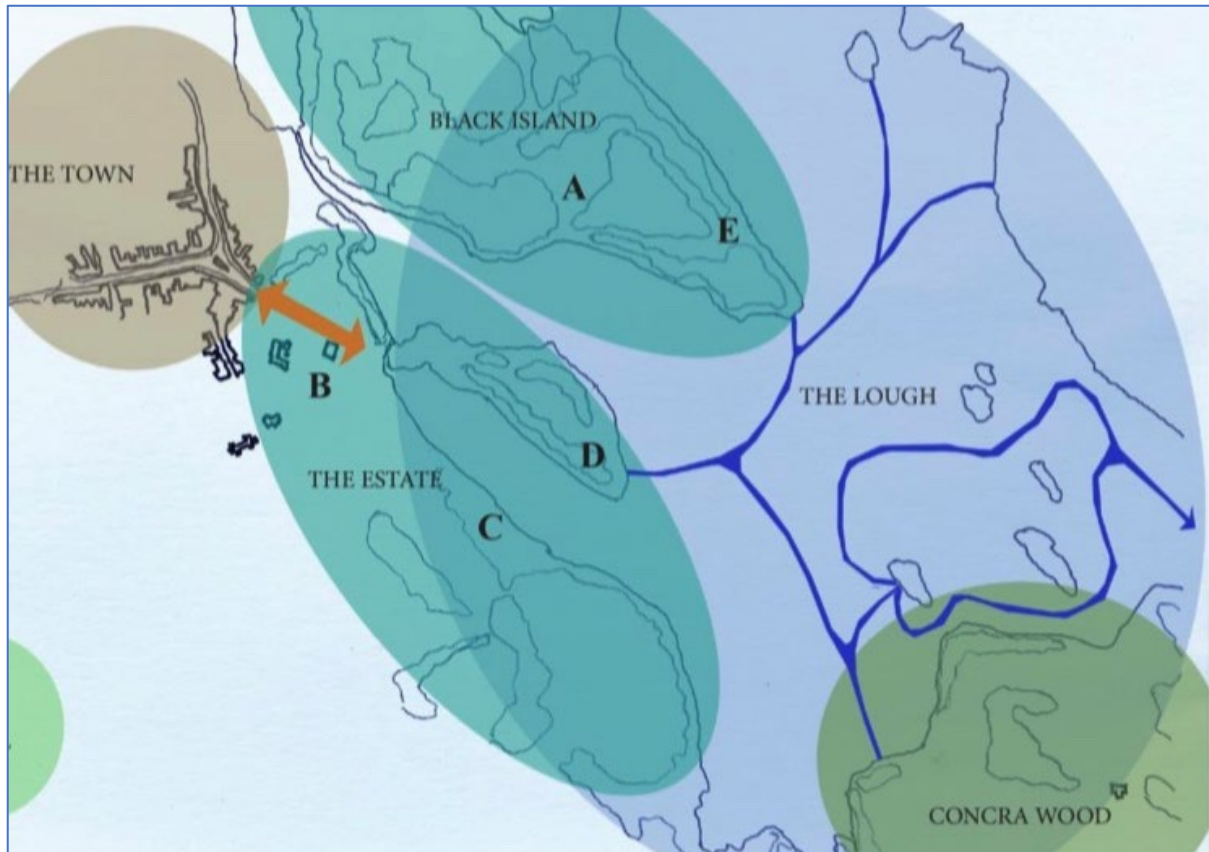 BLACK ISLAND
THE TOWN
A
E
B
THE LOUGH
D
THE ESTATE
C
CONCRA WOOD